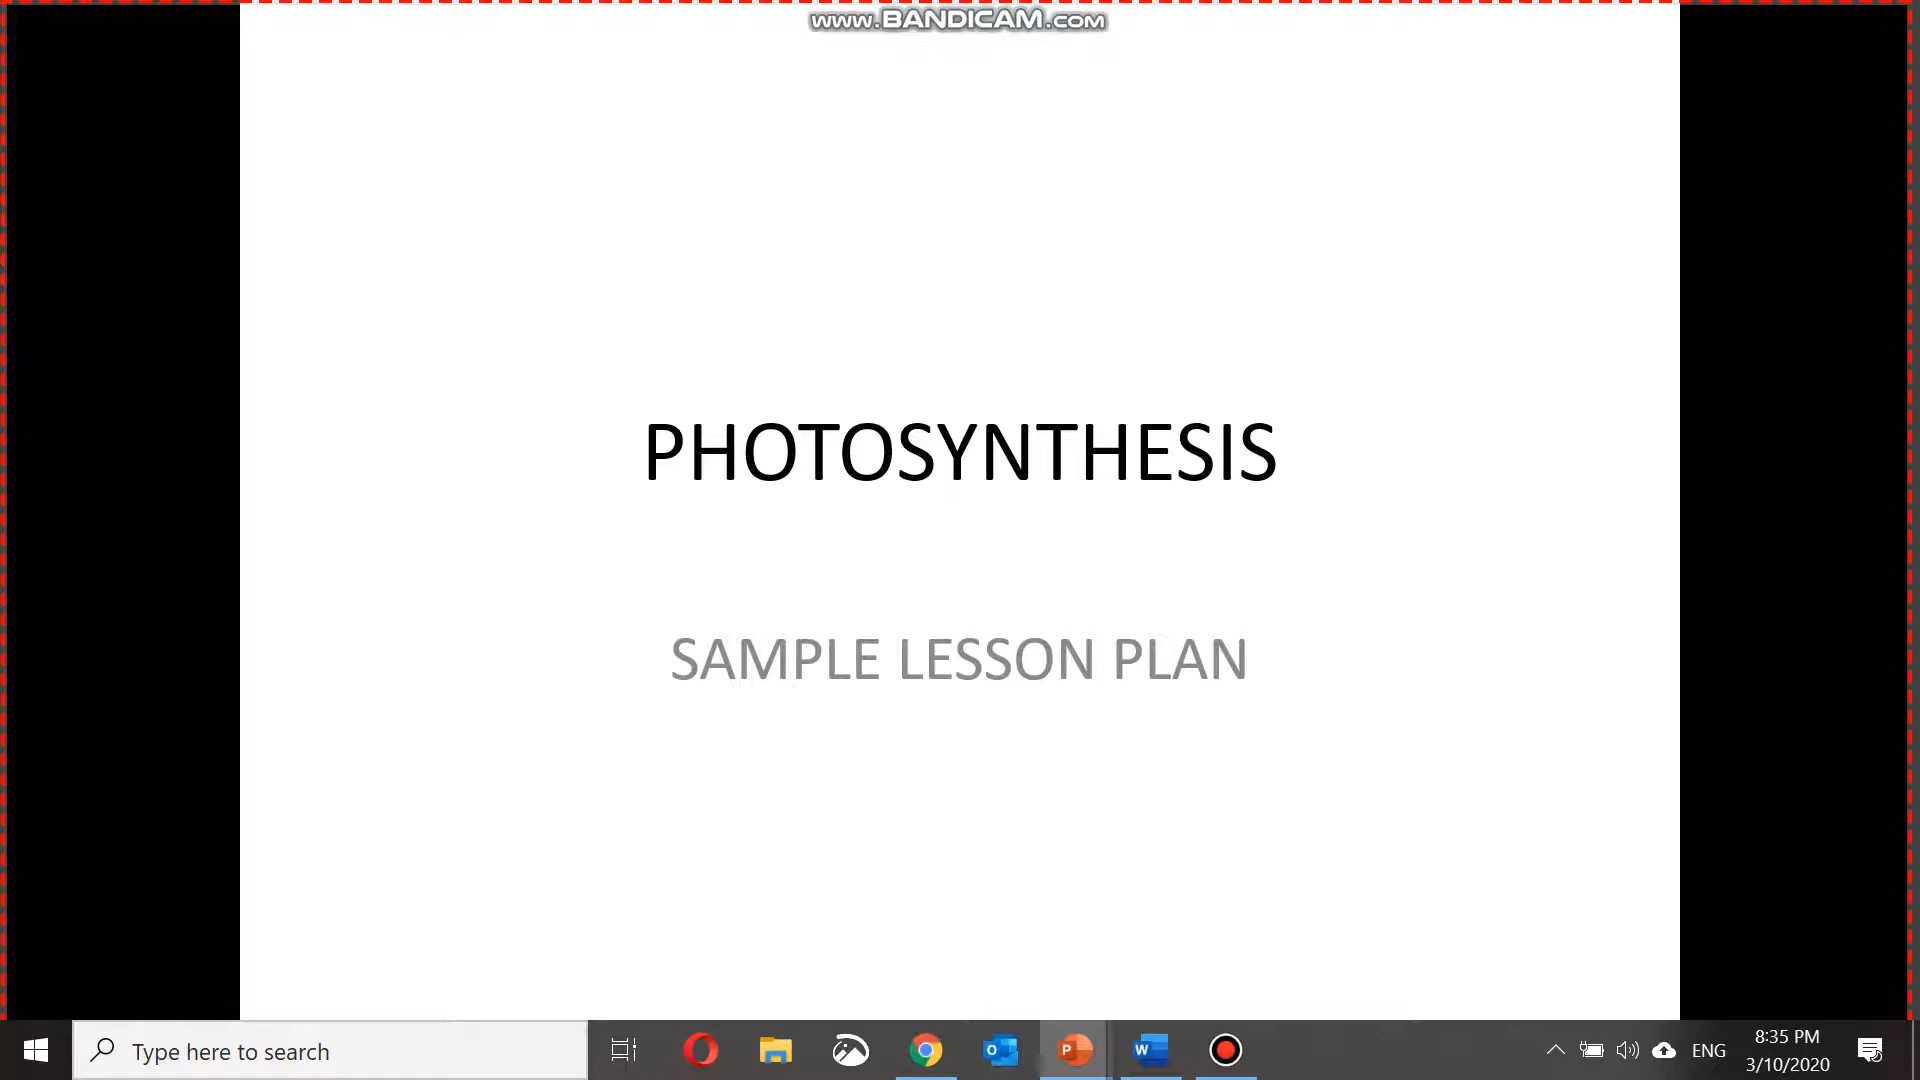 www.BANDICAM.com
PHOTOSYNTHESIS
SAMPLE LESSON PLAN
Type here to search
ENG
8:35 PM
3/10/2020